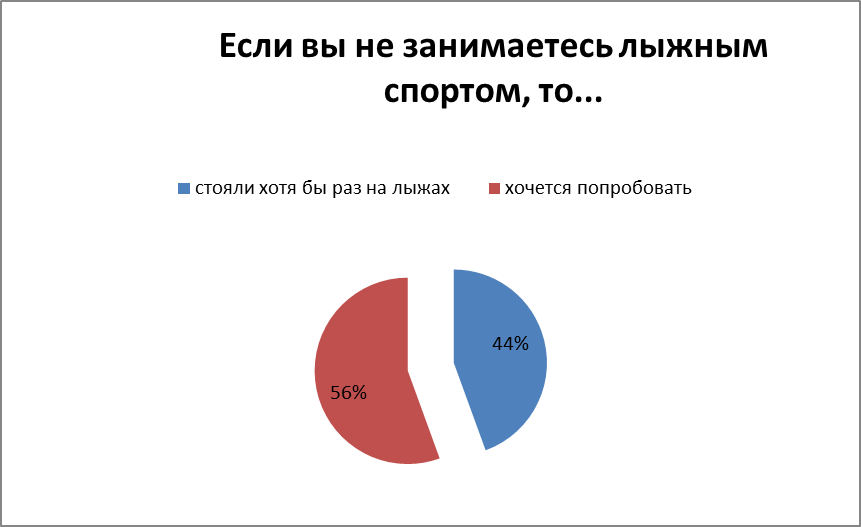 Если вы не занимаетесь лыжным
спортом, то...
стояли хотя бы раз на лыжах
хочется попробовать
44%
56%